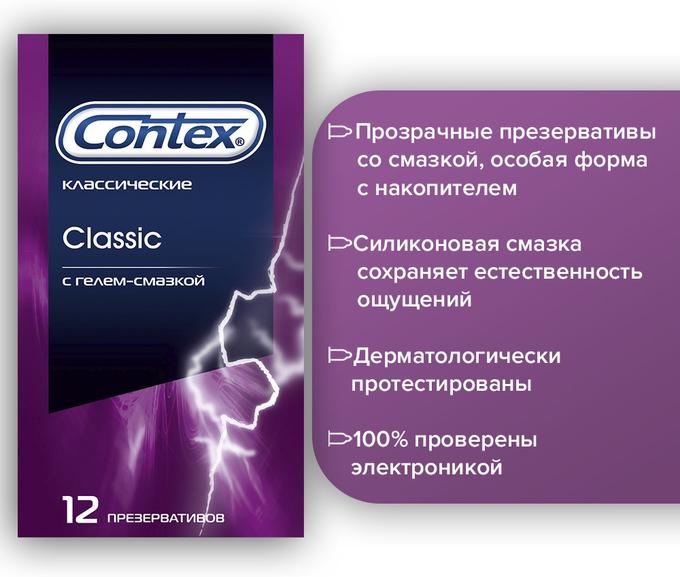 Contex®
классические
Classic
с гелем-смазкой
12 презервативов
Прозрачные презервативы
со смазкой, особая форма
с накопителем
Силиконовая смазка
сохраняет естественность
ощущений
Дерматологически
протестированы
100% проверены
электроникой